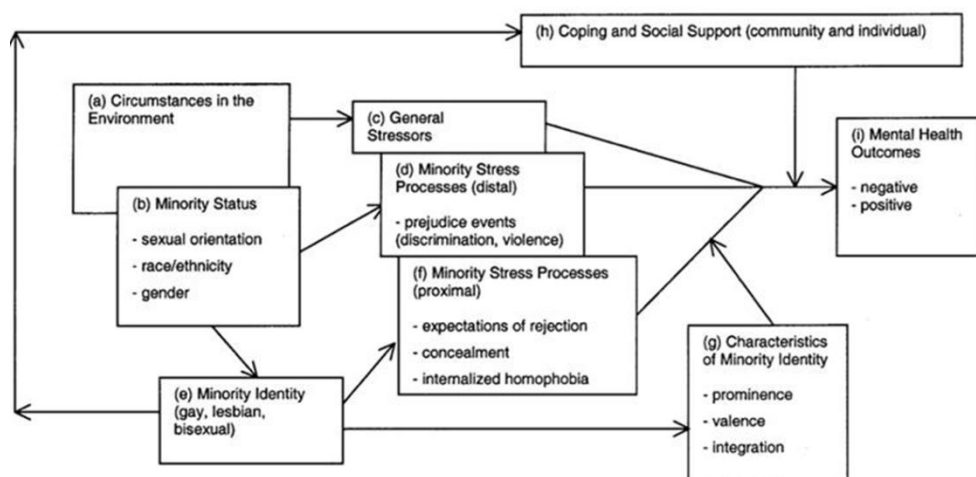 (h) Coping and Social Support (community and individual)
(a) Circumstances in the
Environment
(c) General
Stressors
(i) Mental Health
Outcomes
- negative
- positive
(d) Minority Stress
Processes (distal)
- prejudice events
(discrimination, violence)
(b) Minority Status
- sexual orientation
- race/ethnicity
- gender
(f) Minority Stress Processes
(proximal)
- expectations of rejection
- concealment
- internalized homophobia
(g) Characteristics
of Minority Identity
- prominence
- valence
- integration
(e) Minority Identity
(gay, lesbian,
bisexual)